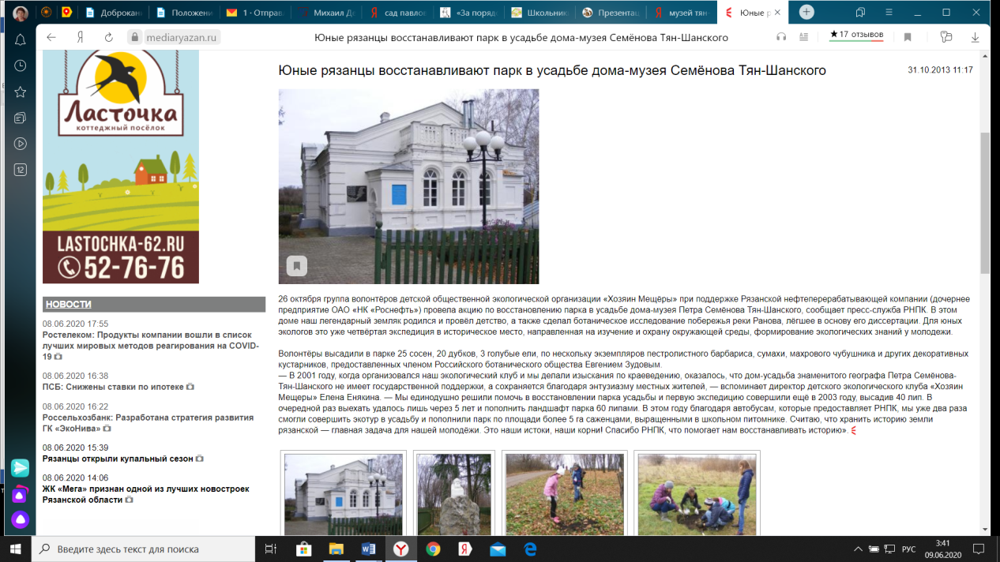 Доброкан
Положени
1 - Отправ
Михаил Де
сад павло
«За поряд
Школьник
Презентац
музей тян
Юные р
mediaryazan.ru
Юные рязанцы восстанавливают парк в усадьбе дома-музея Семёнова Тян-Шанского
★17 отзывов
12
Ласточка
коттеджный посёлок
LASTOCHKA-62.RU
52-76-76
НОВОСТИ
08.06.2020 17:55
Ростелеком: Продукты компании вошли в список
лучших мировых методов реагирования на COVID-
19
08.06.2020 16:38
ПСБ: Снижены ставки по ипотеке
08.06.2020 16:22
Россельхозбанк: Разработана стратегия развития
ГК «ЭкоНива»
08.06.2020 15:39
Рязанцы открыли купальный сезон
08.06.2020 14:06
ЖК «Мега» признан одной из лучших новостроек
Рязанской области
Юные рязанцы восстанавливают парк в усадьбе дома-музея Семёнова Тян-Шанского
31.10.2013 11:17
26 октября группа волонтёров детской общественной экологической организации «Хозяин Мещёры» при поддержке Рязанской нефтеперерабатывающей компании (дочернее
предприятие ОАО «НК «Роснефть») провела акцию по восстановлению парка в усадьбе дома-музея Петра Семёнова Тян-Шанского, сообщает пресс-служба РНПК. В этом
доме наш легендарный земляк родился и провёл детство, а также сделал ботаническое исследование побережья реки Ранова, лёгшее в основу его диссертации. Для юных
экологов это уже четвёртая экспедиция в историческое место, направленная на изучение и охрану окружающей среды, формирование экологических знаний у молодежи.
Волонтёры высадили в парке 25 сосен, 20 дубков, 3 голубые ели, по нескольку экземпляров пестролистного барбариса, сумахи, махрового чубушника и других декоративных
кустарников, предоставленных членом Российского ботанического общества Евгением Зудовым.
— В 2001 году, когда организовался наш экологический клуб и мы делали изыскания по краеведению, оказалось, что дом-усадьба знаменитого географа Петра Семёнова-
Тян-Шанского не имеет государственной поддержки, а сохраняется благодаря энтузиазму местных жителей, — вспоминает директор детского экологического клуба «Хозяин
Мещеры» Елена Енякина. — Мы единодушно решили помочь в восстановлении парка усадьбы и первую экспедицию совершили ещё в 2003 году, высадив 40 лип. В
очередной раз выехать удалось лишь через 5 лет и пополнить ландшафт парка 60 липами. В этом году благодаря автобусам, которые предоставляет РНПК, мы уже два раза
смогли совершить экотур в усадьбу и пополнили парк по площади более 5 га саженцами, выращенными в школьном питомнике. Считаю, что хранить историю земли
рязанской — главная задача для нашей молодёжи. Это наши истоки, наши корни! Спасибо РНПК, что помогает нам восстанавливать историю».
Введите здесь текст для поиска
РУС
3:41
09.06.2020